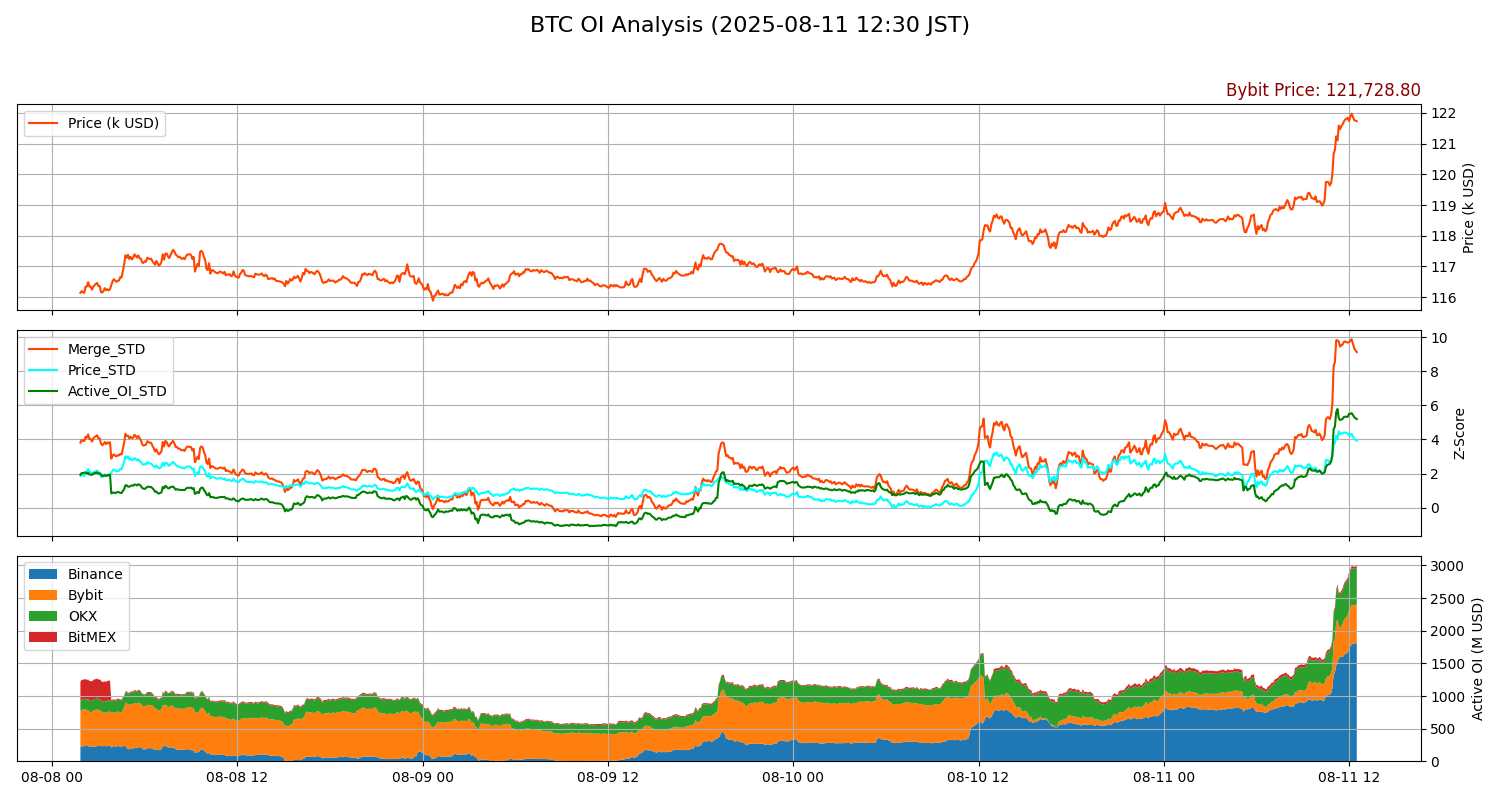 BTC OI Analysis (2025-08-11 12:30 JST)
Bybit Price: 121,728.80
Price (k USD)
122
121
120
119
118
117
116
Price (k USD)
Merge_STD
Price_STD
Active_OI_STD
10
8
6
4
2
0
Z-Score
Binance
Bybit
OKX
BitMEX
3000
2500
2000
1500
1000
500
0
Active OI (M USD)
08-08 00
08-08 12
08-09 00
08-09 12
08-10 00
08-10 12
08-11 00
08-11 12